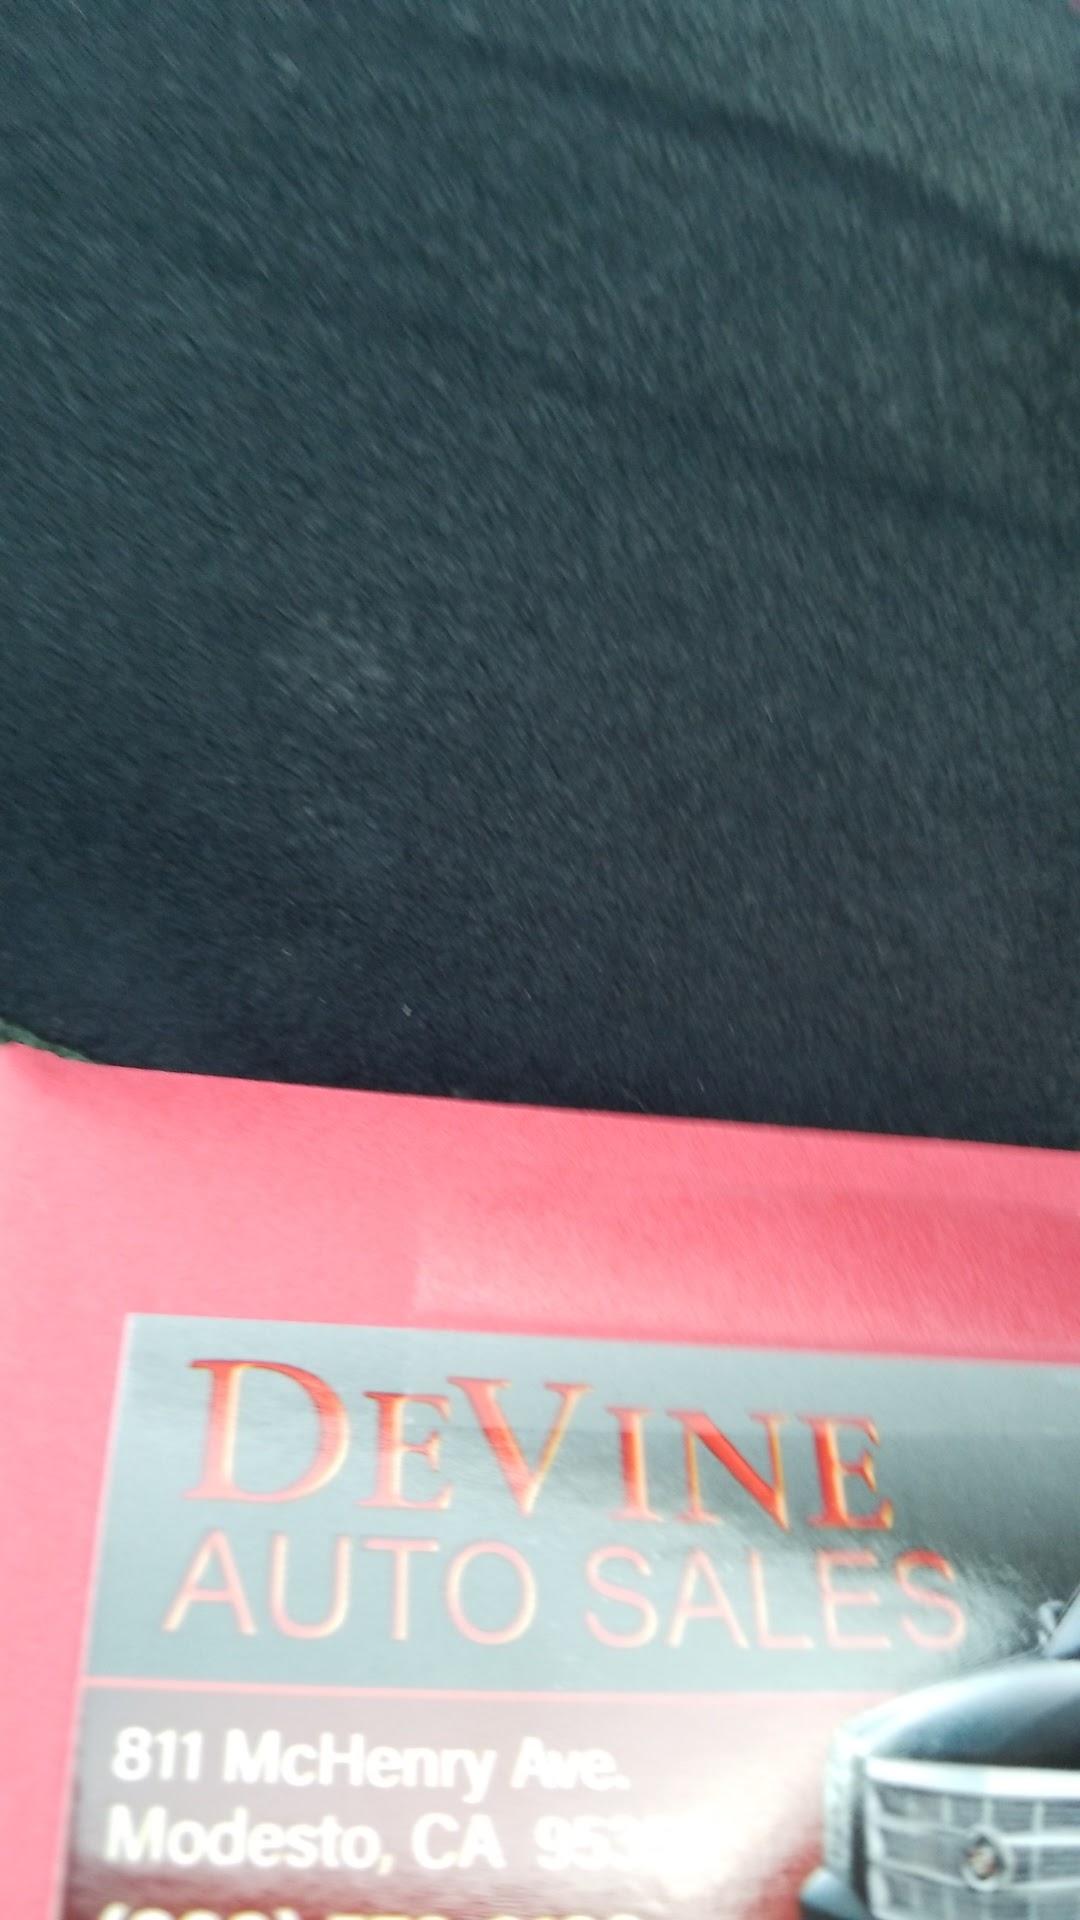 DEVINE
AUTO SALES
811 McHenry Ave.
Modesto, CA